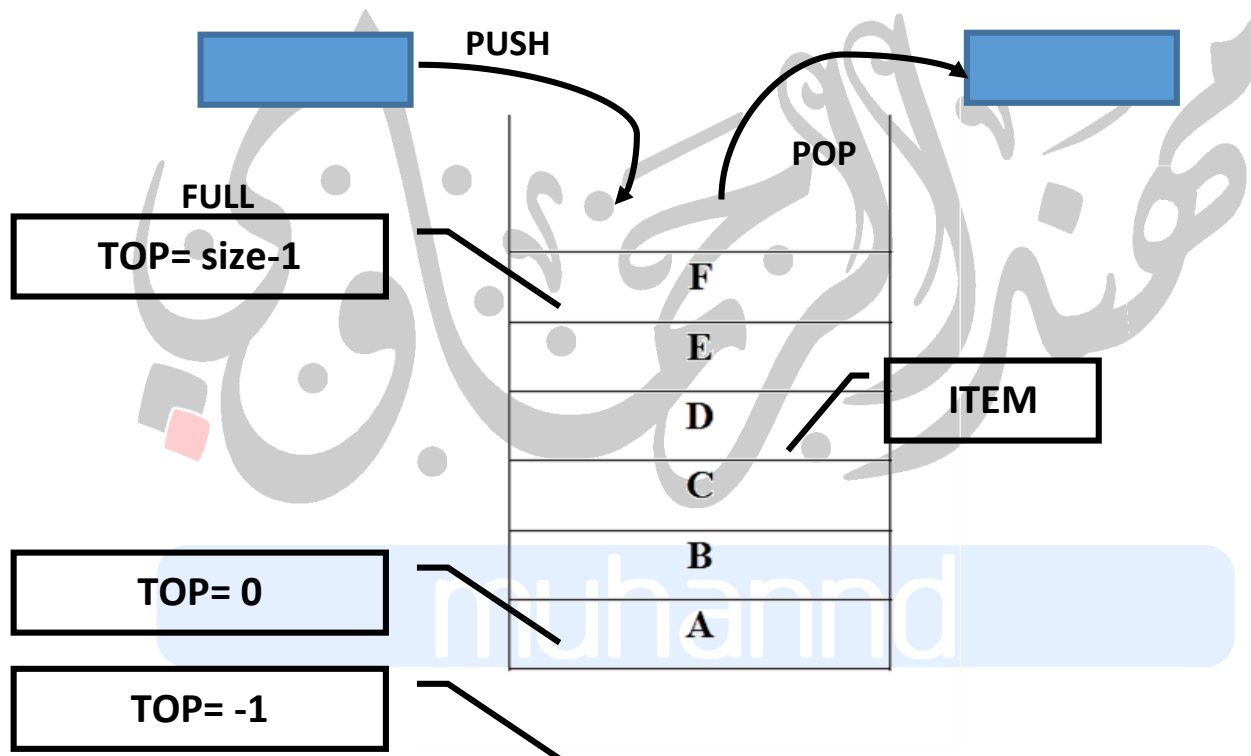 PUSH
POP
FULL
TOP= size-1
F
E
ITEM
D
C
B
TOP= 0
A
muhannd
TOP= -1